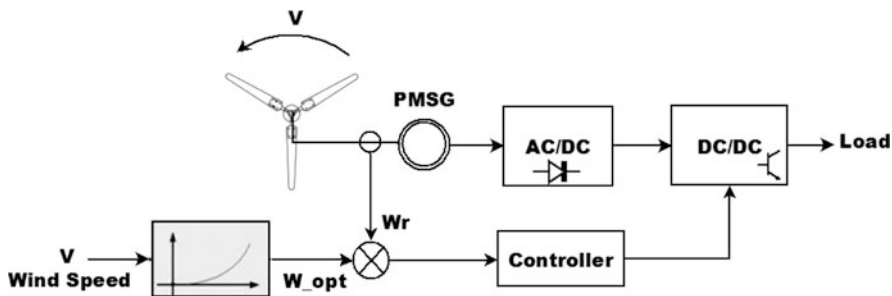 V
PMSG
AC/DC
DC/DC
Load
Wr
V
Wind Speed
W_opt
Controller